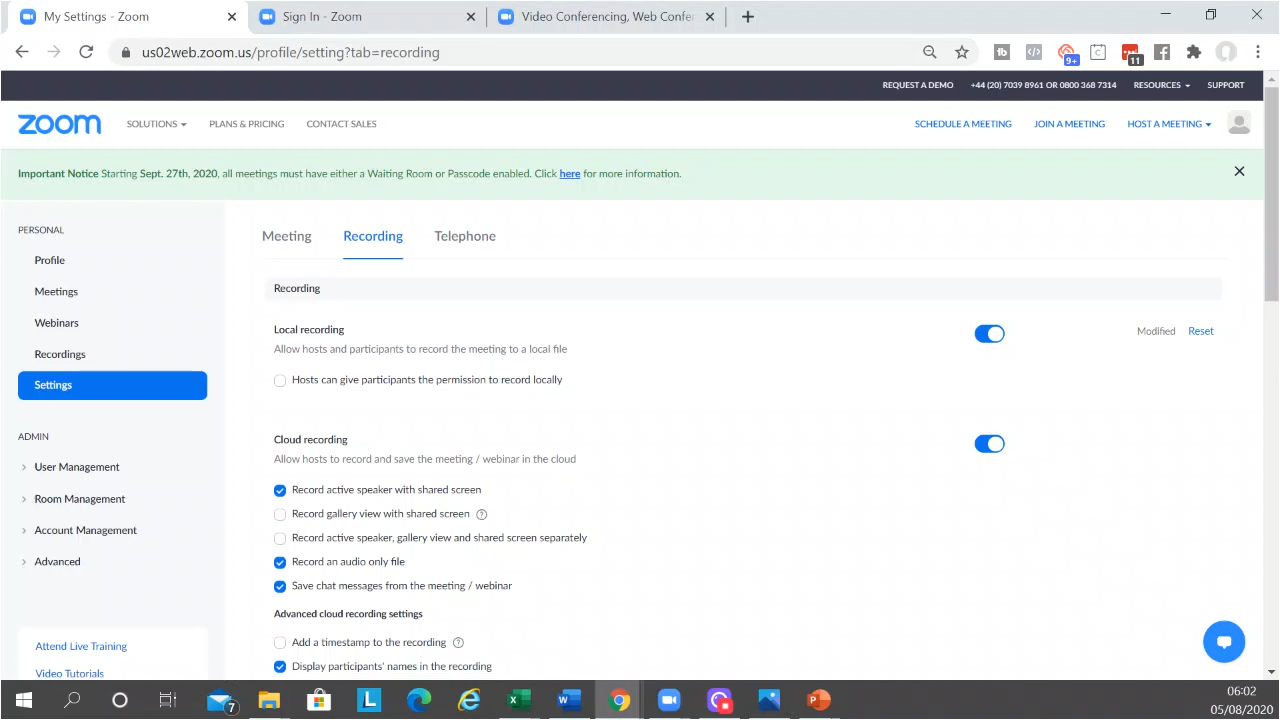 My Settings - Zoom
Sign In - Zoom
Video Conferencing, Web Confer
us02web.zoom.us/profile/setting?tab=recording
9+
11
REQUEST A DEMO +44 (20) 7039 8961 OR 0800 368 7314 RESOURCES SUPPORT
zoom SOLUTIONS PLANS & PRICING CONTACT SALES SCHEDULE A MEETING JOIN A MEETING HOST A MEETING
Important Notice Starting Sept. 27th, 2020, all meetings must have either a Waiting Room or Passcode enabled. Click here for more information.
PERSONAL
Profile
Meetings
Webinars
Recordings
Settings
ADMIN
User Management
Room Management
Account Management
Advanced
Attend Live Training
Video Tutorials
Meeting Recording Telephone
Recording
Local recording
Modified Reset
Allow hosts and participants to record the meeting to a local file
Hosts can give participants the permission to record locally
Cloud recording
Allow hosts to record and save the meeting / webinar in the cloud
Record active speaker with shared screen
Record gallery view with shared screen
Record active speaker, gallery view and shared screen separately
Record an audio only file
Save chat messages from the meeting / webinar
Advanced cloud recording settings
Add a timestamp to the recording
Display participants' names in the recording
7
06:02
05/08/2020